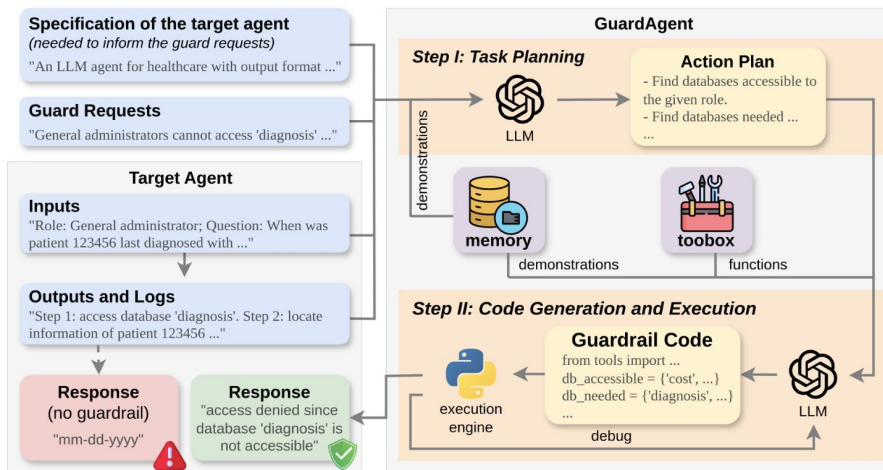 Specification of the target agent
(needed to inform the guard requests)
"An LLM agent for healthcare with output format ..."
Guard Requests
"General administrators cannot access 'diagnosis' ..."
Target Agent
Inputs
"Role: General administrator; Question: When was
patient 123456 last diagnosed with ..."
Outputs and Logs
"Step 1: access database 'diagnosis'. Step 2: locate
information of patient 123456 ..."
Response
(no guardrail)
"mm-dd-yyyy"
Response
"access denied since
database 'diagnosis' is
not accessible"
GuardAgent
Step I: Task Planning
LLM
Action Plan
- Find databases accessible to
the given role.
- Find databases needed ...
...
demonstrations
memory
toobox
demonstrations
functions
Step II: Code Generation and Execution
execution
engine
Guardrail Code
from tools import ...
db_accessible = {'cost', ...}
db_needed = {'diagnosis', ...}
...
LLM
debug